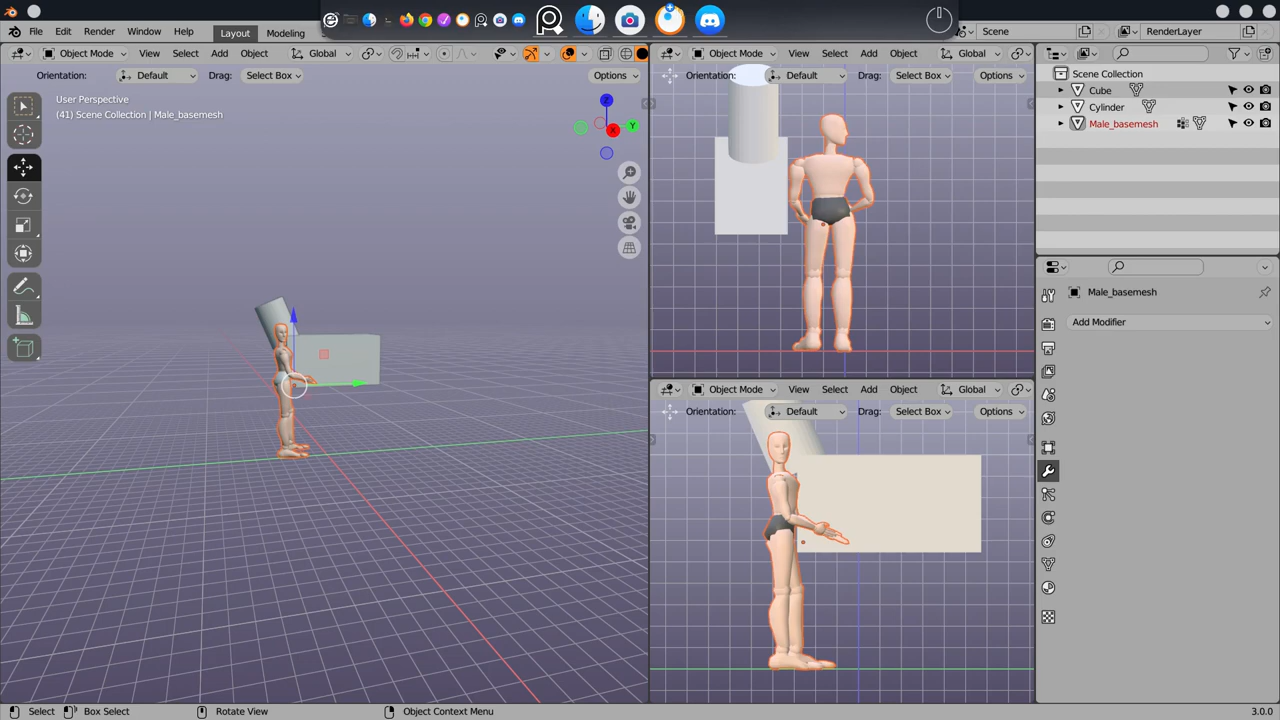 File Edit Render Window Help Layout Modeling Scene RenderLayer
Object Mode View Select Add Object Global
Orientation: Default Drag: Select Box Options
User Perspective
(41) Scene Collection | Male_basemesh
Z
Y
X
Object Mode View Select Add Object Global
Orientation: Default Drag: Select Box Options
Object Mode View Select Add Object Global
Orientation: Default Drag: Select Box Options
Scene Collection
Cube
Cylinder
Male_basemesh
Male_basemesh
Add Modifier
Select Box Select Rotate View Object Context Menu 3.0.0